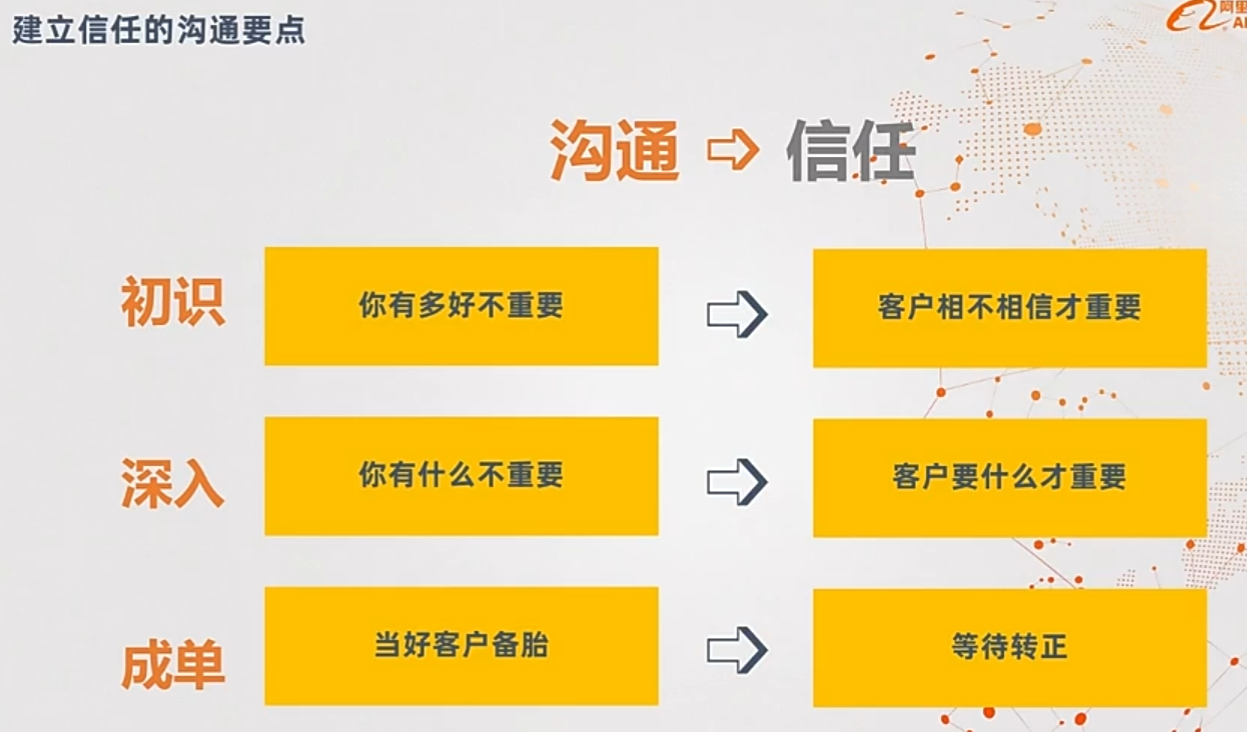 建立信任的沟通要点
阿里
沟通 信任
初识 你有多好不重要 客户相不相信才重要
深入 你有什么不重要 客户要什么才重要
成单 当好客户备胎 等待转正